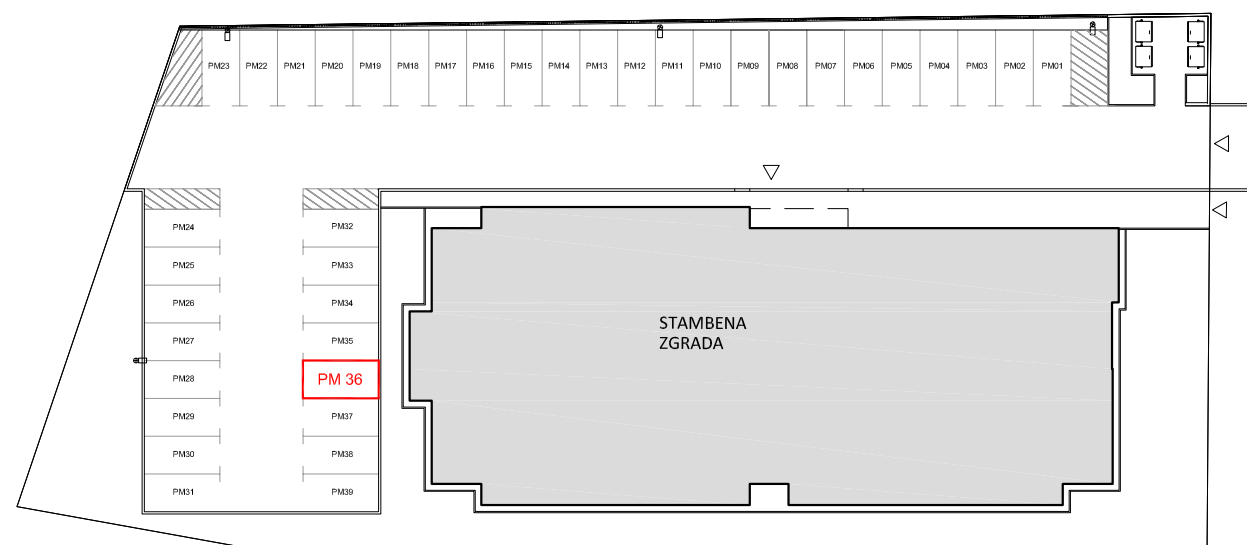 PM23 PM22 PM21 PM20 PM19 PM18 PM17 PM16 PM15 PM14 PM13 PM12 PM11 PM10 PM09 PM08 PM07 PM06 PM05 PM04 PM03 PM02 PM01
PM24 PM32
PM25 PM33
PM26 PM34
PM27 PM35
PM28 PM 36
PM29 PM37
PM30 PM38
PM31 PM39
STAMBENA
ZGRADA